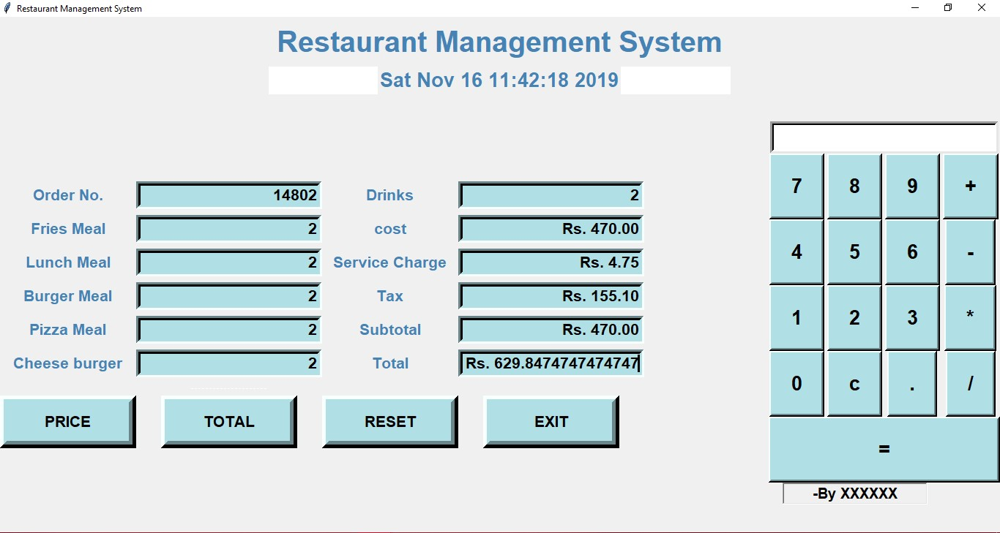 Restaurant Management System
Restaurant Management System
Sat Nov 16 11:42:18 2019
Order No. 14802 Drinks 2
Fries Meal 2 cost Rs. 470.00
Lunch Meal 2 Service Charge Rs. 4.75
Burger Meal 2 Tax Rs. 155.10
Pizza Meal 2 Subtotal Rs. 470.00
Cheese burger 2 Total Rs. 629.8474747474747
PRICE TOTAL RESET EXIT
7 8 9 +
4 5 6 -
1 2 3 *
0 c . /
=
-By XXXXXX